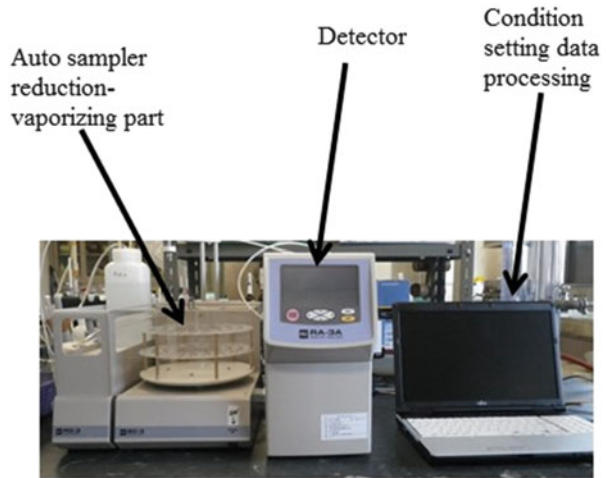 Auto sampler
reduction-
vaporizing part
Detector
Condition
setting data
processing
RA-3A